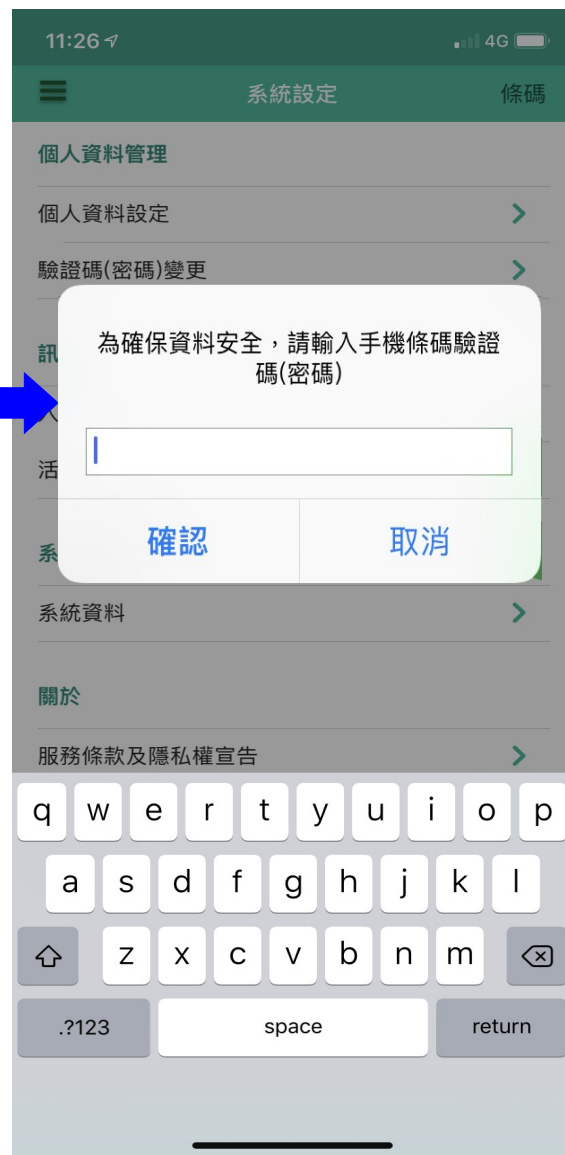 11:26
4G
系統設定
條碼
個人資料管理
個人資料設定
驗證碼(密碼)變更
訊
為確保資料安全，請輸入手機條碼驗證
碼(密碼)
活
確認
取消
系
系統資料
關於
服務條款及隱私權宣告
q w e r t y u i o p
a s d f g h j k l
z x c v b n m
.?123
space
return